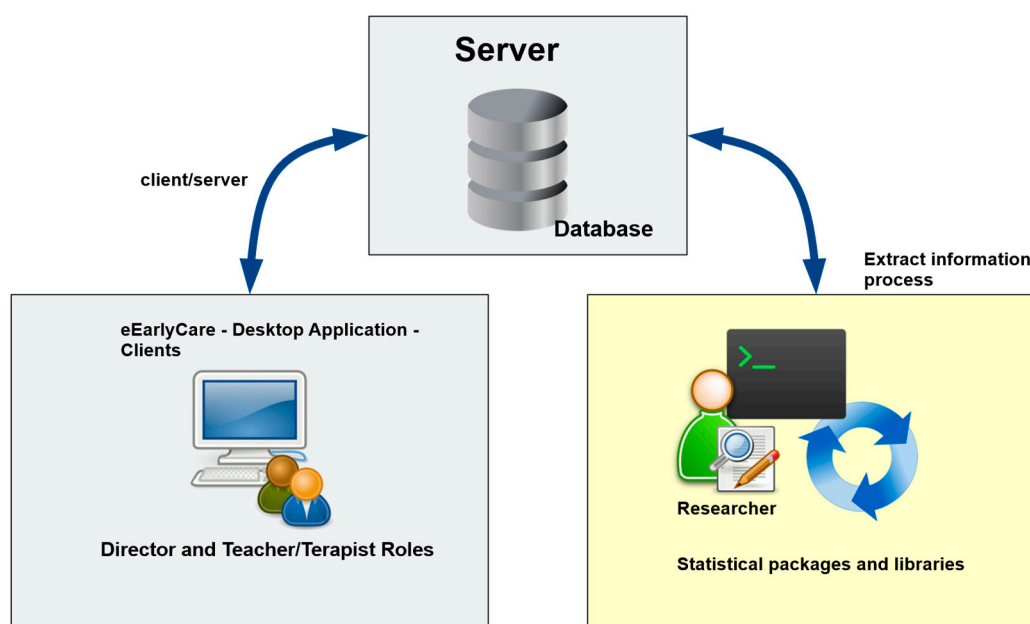 Server
Database
client/server
Extract information
process
eEarlyCare - Desktop Application -
Clients
Director and Teacher/Terapist Roles
>_
Researcher
Statistical packages and libraries